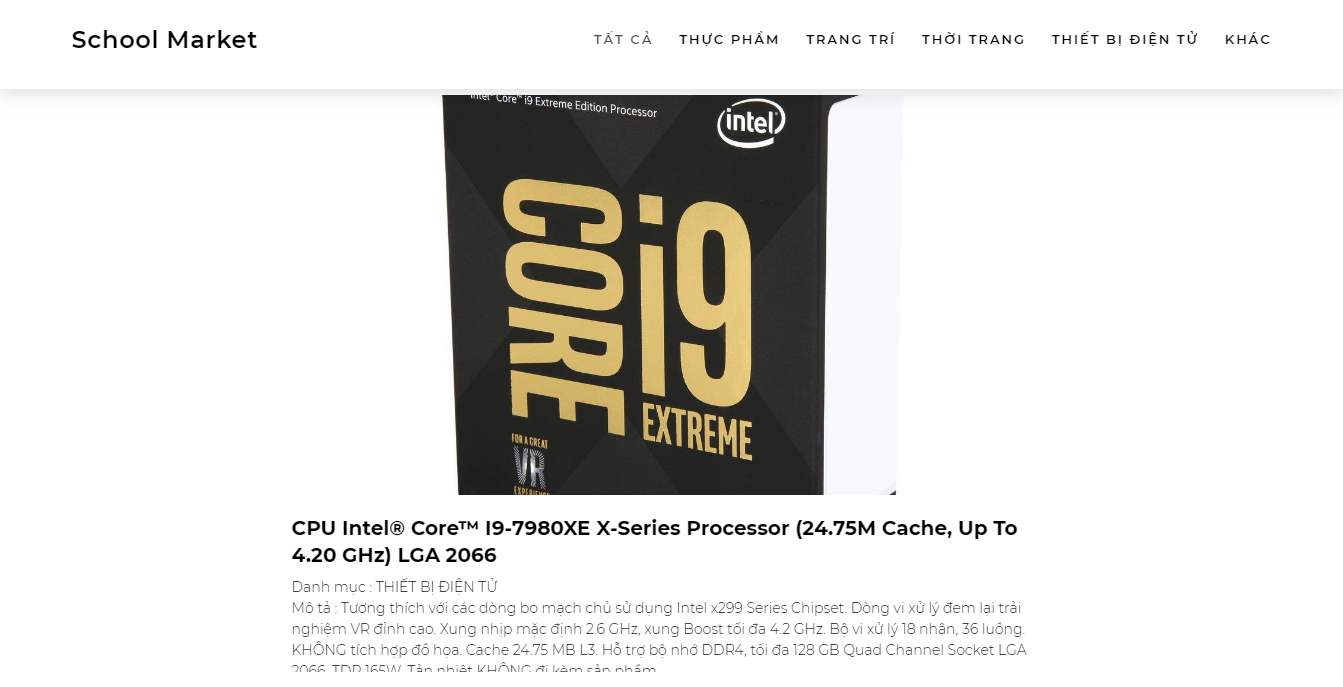 School Market
TẤT CẢ THỰC PHẨM TRANG TRÍ THỜI TRANG THIẾT BỊ ĐIỆN TỬ KHÁC
Intel® Core™ i9 Extreme Edition Processor
intel
CORE i9
EXTREME
FOR A GREAT
VR
EXPERIENCE
CPU Intel® Core™ I9-7980XE X-Series Processor (24.75M Cache, Up To
4.20 GHz) LGA 2066
Danh mục : THIẾT BỊ ĐIỆN TỬ
Mô tả : Tương thích với các dòng bo mạch chủ sử dung Intel x299 Series Chipset. Dòng vi xử lý đem lại trải
nghiệm VR đỉnh cao. Xung nhịp mặc định 2.6 GHz, xung Boost tối đa 4.2 GHz. Bộ vi xử lý 18 nhân, 36 luồng.
KHÔNG tích hợp đồ họa. Cache 24.75 MB L3. Hỗ trợ bộ nhớ DDR4, tối đa 128 GB Quad Channel Socket LGA
2066. TDP 165W. Tản nhiệt KHÔNG đi kèm sản phẩm